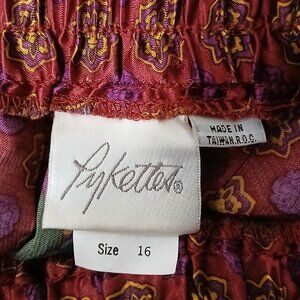 Pykettes®
MADE IN
TAIWAN, R.O.C.
Size 16